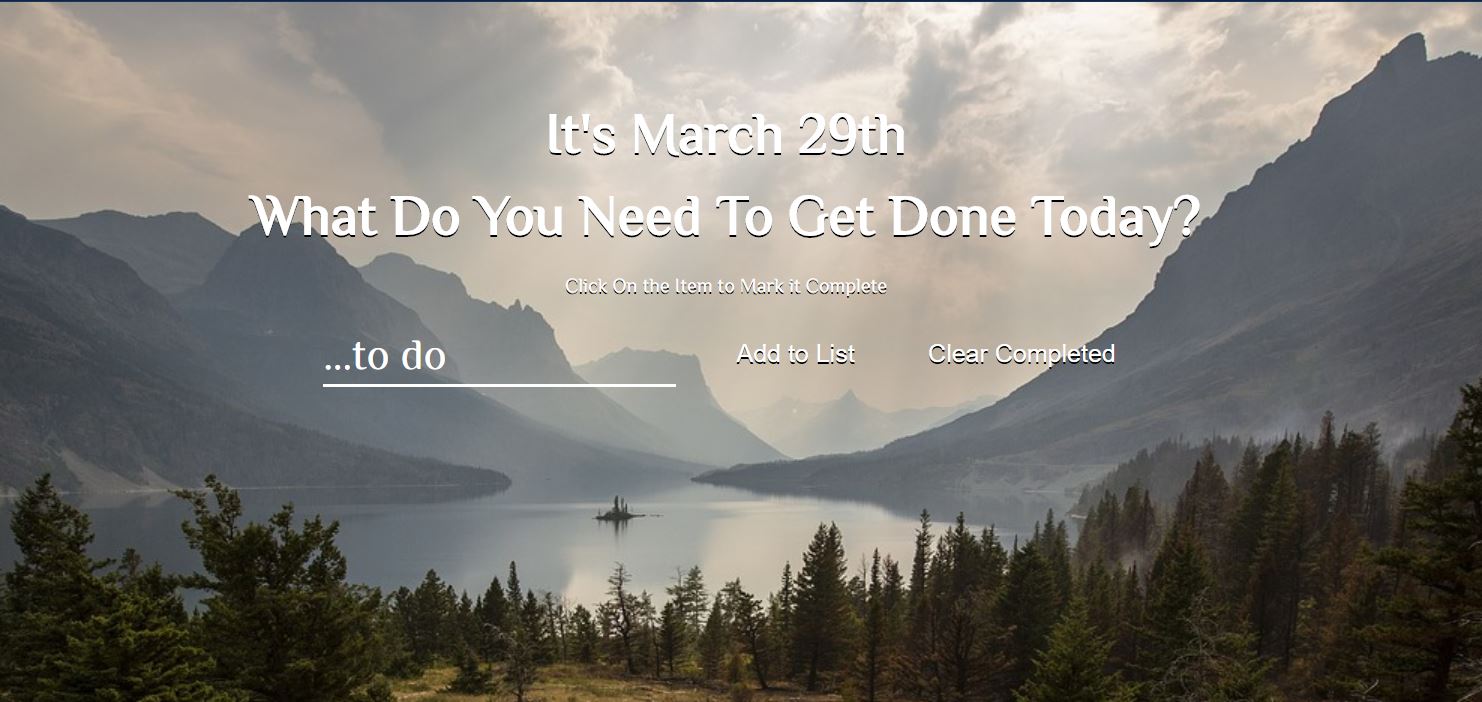 It's March 29th
What Do You Need To Get Done Today?
Click On the Item to Mark it Complete
...to do Add to List Clear Completed